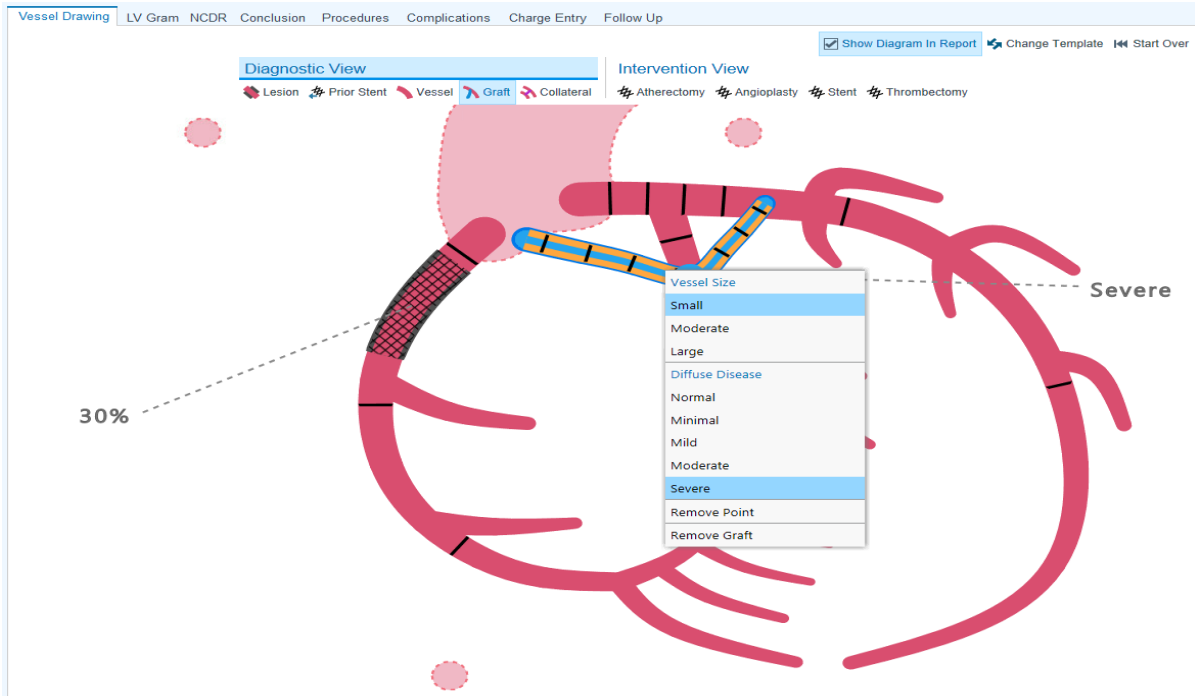 Vessel Drawing LV Gram NCDR Conclusion Procedures Complications Charge Entry Follow Up
Show Diagram In Report Change Template Start Over
Diagnostic View Intervention View
Lesion Prior Stent Vessel Graft Collateral Atherectomy Angioplasty Stent Thrombectomy
Vessel Size
Small
Moderate
Large
Diffuse Disease
Normal
Minimal
Mild
Moderate
Severe
Remove Point
Remove Graft
Severe
30%